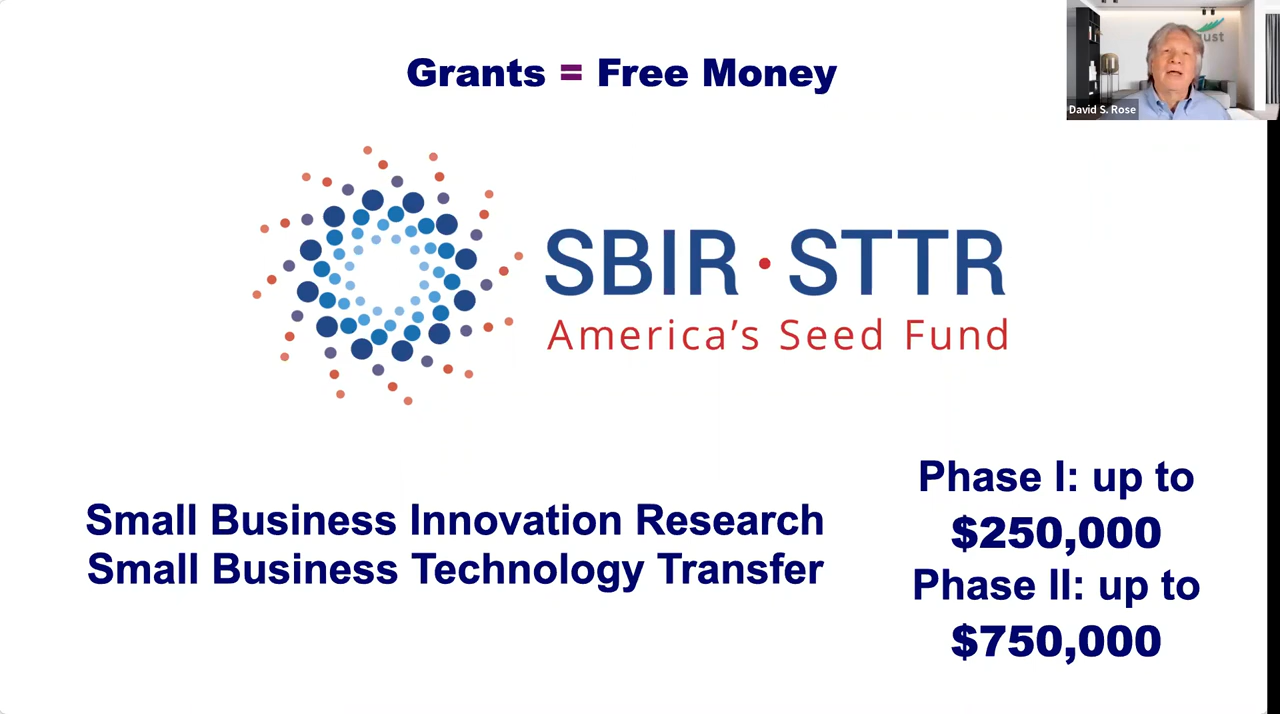 Grants = Free Money
David S. Rose
SBIR · STTR
America's Seed Fund
Small Business Innovation Research
Small Business Technology Transfer
Phase I: up to
$250,000
Phase II: up to
$750,000